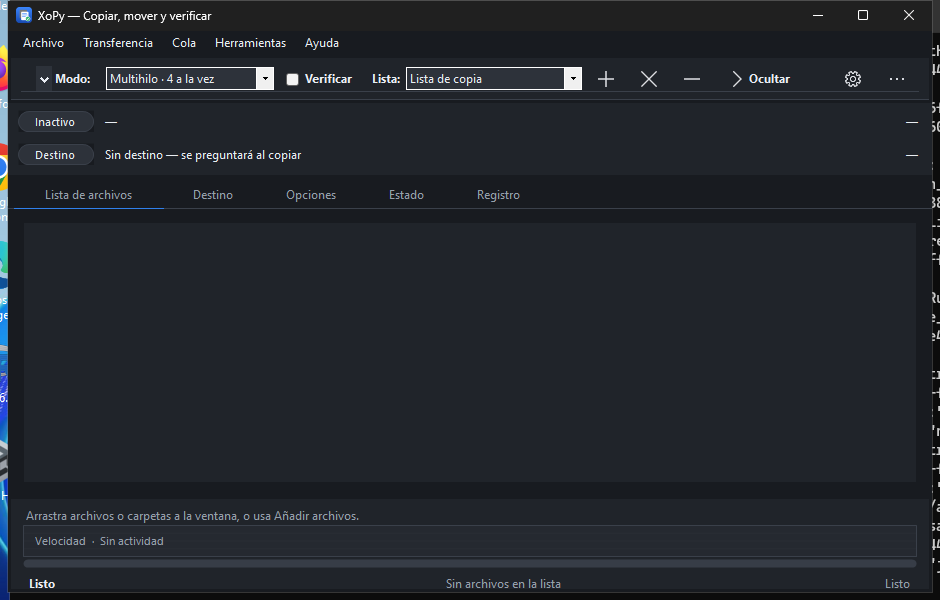 XoPy — Copiar, mover y verificar
Archivo Transferencia Cola Herramientas Ayuda
Modo: Multihilo · 4 a la vez Verificar Lista: Lista de copia Ocultar
Inactivo — —
Destino Sin destino — se preguntará al copiar —
Lista de archivos Destino Opciones Estado Registro
Arrastra archivos o carpetas a la ventana, o usa Añadir archivos.
Velocidad · Sin actividad
Listo Sin archivos en la lista Listo